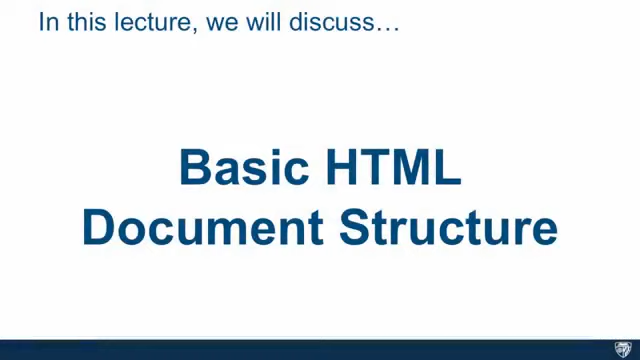 In this lecture, we will discuss…
Basic HTML
Document Structure